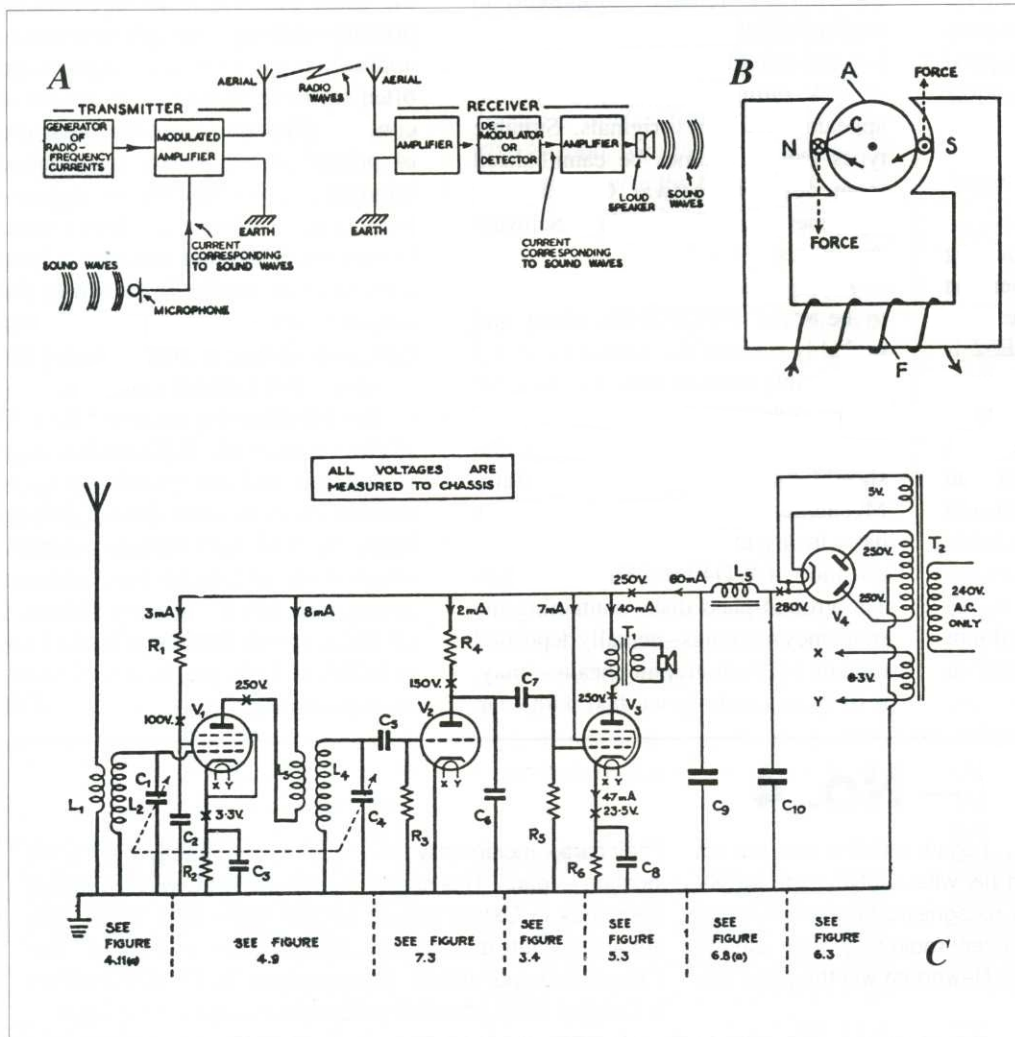 A
TRANSMITTER
GENERATOR
OF
RADIO-
FREQUENCY
CURRENTS
MODULATED
AMPLIFIER
AERIAL
RADIO
WAVES
AERIAL
RECEIVER
AMPLIFIER
DE-
MODULATOR
OR
DETECTOR
AMPLIFIER
LOUD
SPEAKER
SOUND
WAVES
EARTH
EARTH
CURRENT
CORRESPONDING
TO SOUND WAVES
CURRENT
CORRESPONDING
TO SOUND WAVES
SOUND WAVES
MICROPHONE
B
A
FORCE
C
N
S
FORCE
F
ALL VOLTAGES ARE
MEASURED TO CHASSIS
5V.
T2
250V.
250V.
240V.
A.C.
ONLY
V4
280V.
L3
60mA
250V.
X
6·3V.
Y
3mA
R1
8mA
2mA
R4
7mA
40mA
T1
250V.
150V.
C7
250V.
V1
V2
V3
100V.
C5
X Y
X Y
X Y
L1
L2
C1
C2
3·3V.
R2
C3
L5
L4
C4
R3
C6
R5
47mA
23·5V.
R6
C8
C9
C10
SEE
FIGURE
4.11(a)
SEE FIGURE
4.9
SEE FIGURE
7.3
SEE
FIGURE
3.4
SEE
FIGURE
5.3
SEE
FIGURE
6.8(a)
SEE
FIGURE
6.3
C